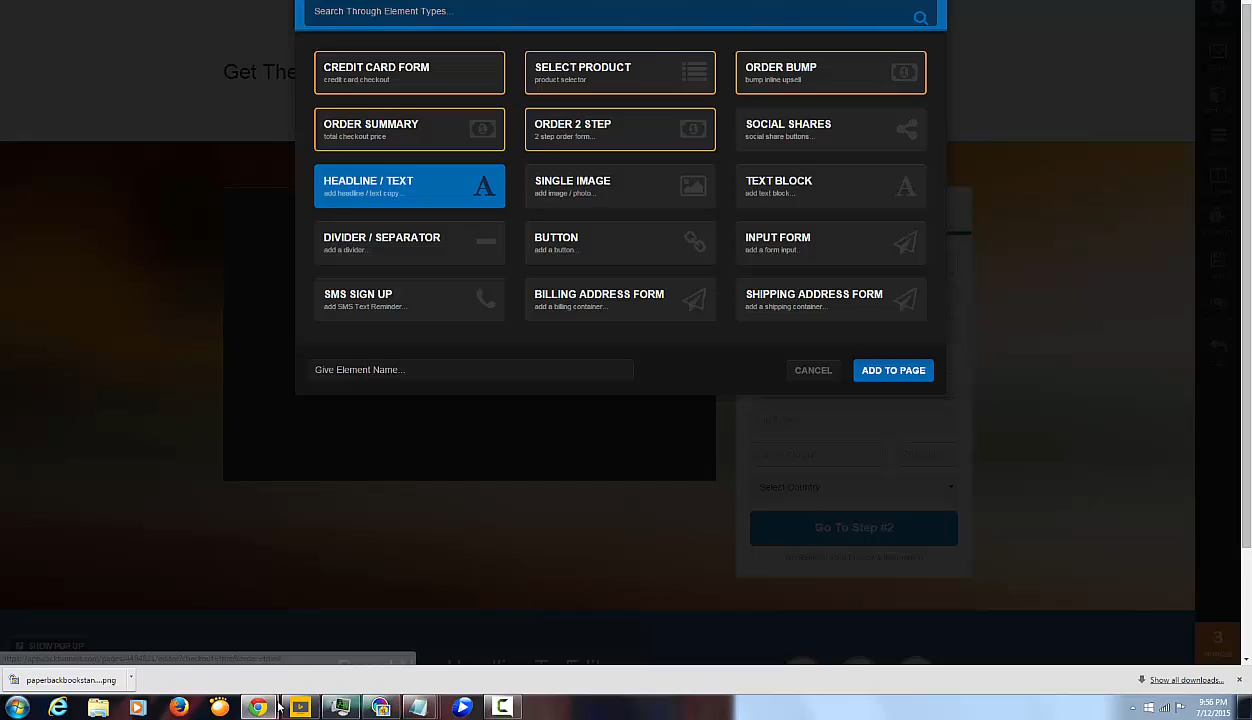 Search Through Element Types...
Get The
CREDIT CARD FORM
credit card checkout
SELECT PRODUCT
product selector
ORDER BUMP
bump inline upsell
ORDER SUMMARY
total checkout price
ORDER 2 STEP
2 step order form...
SOCIAL SHARES
social share buttons...
HEADLINE / TEXT
add headline / text copy...
SINGLE IMAGE
add image / photo...
TEXT BLOCK
add text block...
DIVIDER / SEPARATOR
add a divider...
BUTTON
add a button...
INPUT FORM
add a form input...
SMS SIGN UP
add SMS Text Reminder...
BILLING ADDRESS FORM
add a billing container...
SHIPPING ADDRESS FORM
add a shipping container...
Give Element Name...
CANCEL
ADD TO PAGE
Select Country
Go To Step #2
3
SHOW POP UP
paperbackbookstan....png
Show all downloads...
9:56 PM
7/12/2015